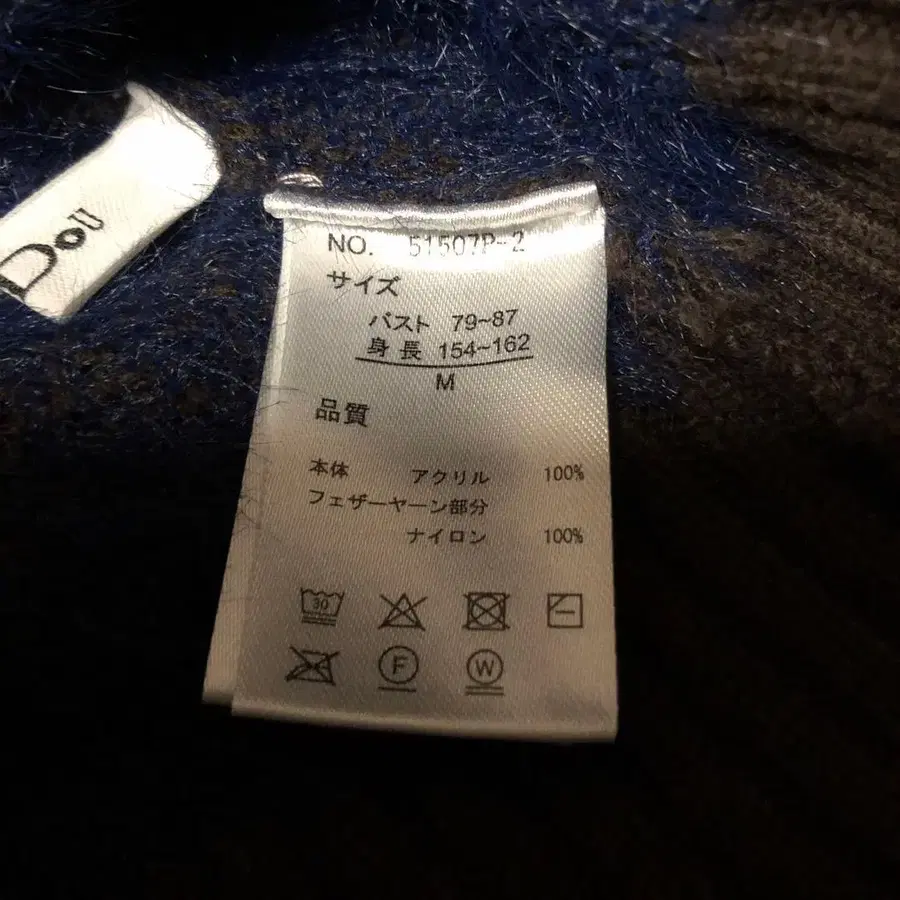 Dou
NO. 51507P-2
サイズ
バスト 79~87
身長 154~162
M
品質
本体 アクリル 100%
フェザーヤーン部分
ナイロン 100%
30
F
W